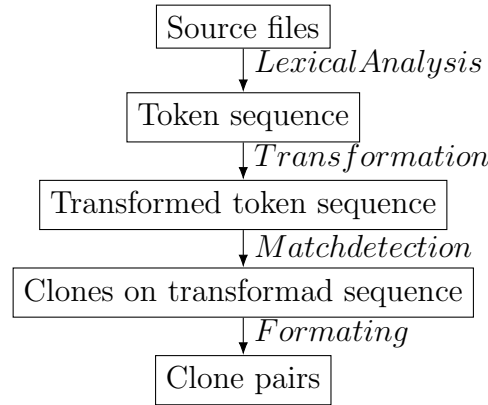 Source files
LexicalAnalysis
Token sequence
Transformation
Transformed token sequence
Matchdetection
Clones on transformad sequence
Formating
Clone pairs